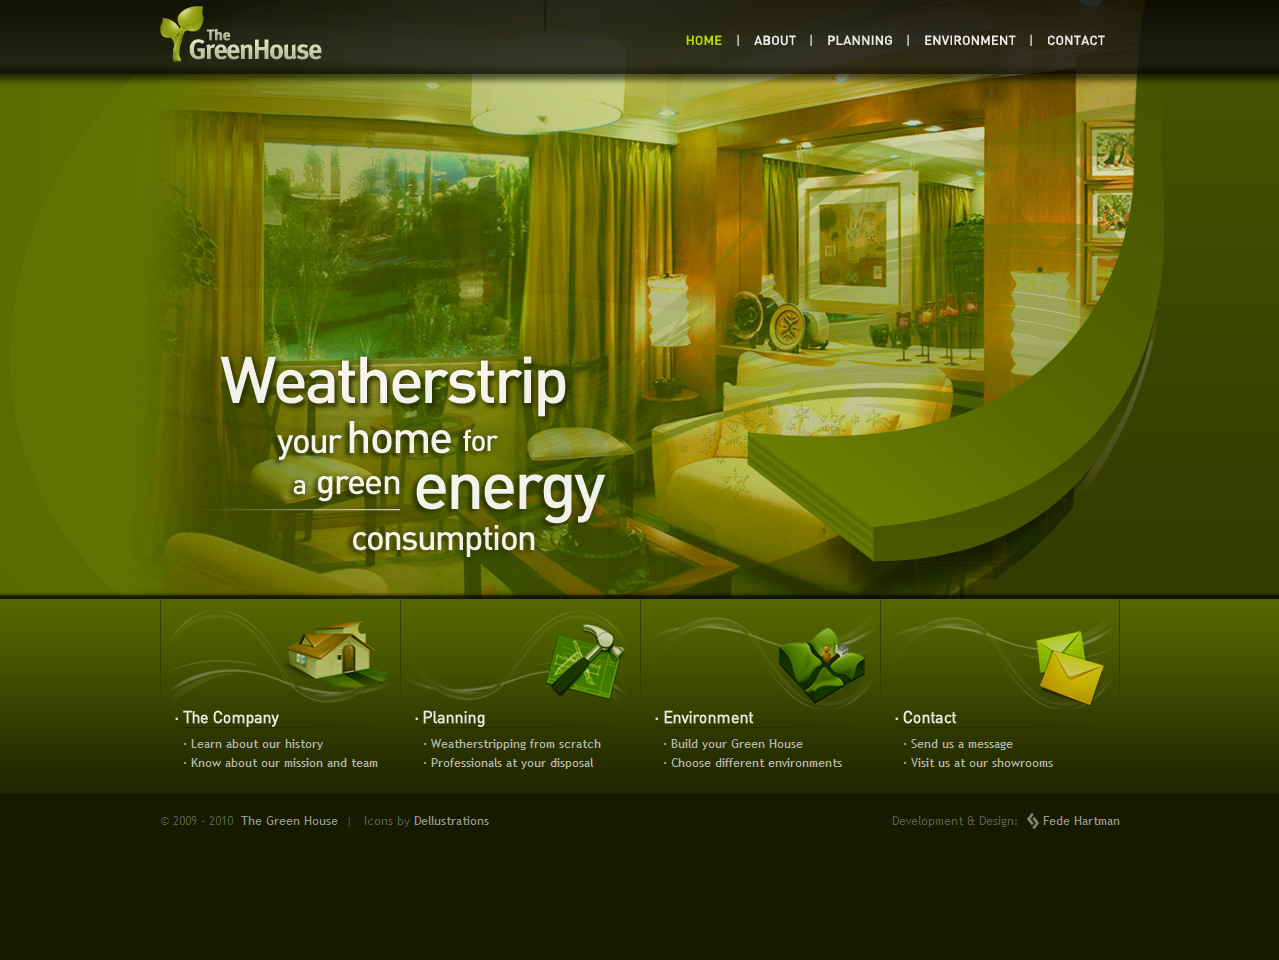 The
GreenHouse
HOME | ABOUT | PLANNING | ENVIRONMENT | CONTACT
Weatherstrip
your home for
a green energy
consumption
· The Company
· Learn about our history
· Know about our mission and team
· Planning
· Weatherstripping from scratch
· Professionals at your disposal
· Environment
· Build your Green House
· Choose different environments
· Contact
· Send us a message
· Visit us at our showrooms
© 2009 - 2010 The Green House | Icons by Dellustrations
Development & Design: Fede Hartman